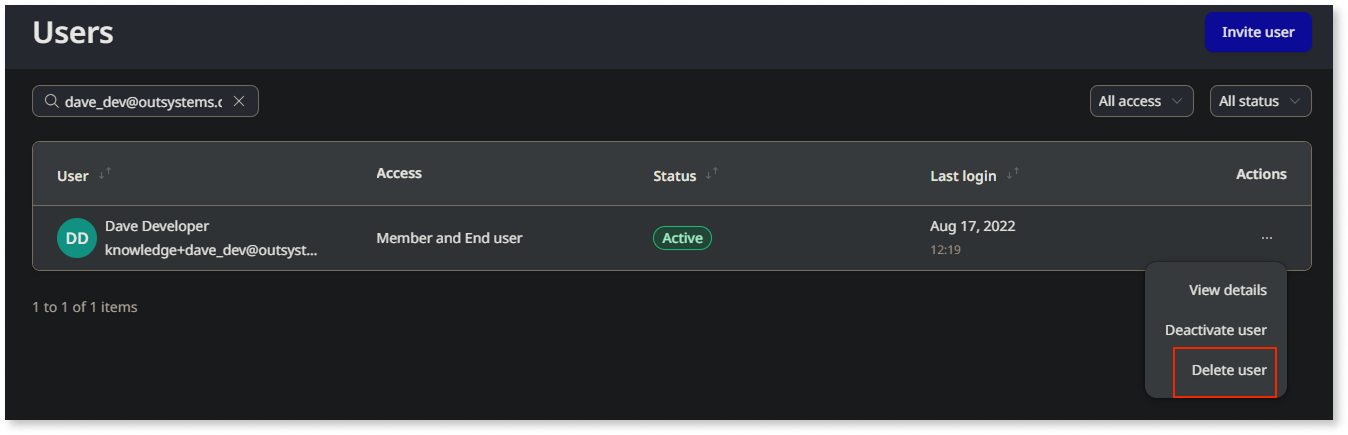 Users
Invite user
dave_dev@outsystems.c
All access
All status
User Access Status Last login Actions
DD
Dave Developer
knowledge+dave_dev@outsyst...
Member and End user
Active
Aug 17, 2022
12:19
...
View details
Deactivate user
Delete user
1 to 1 of 1 items